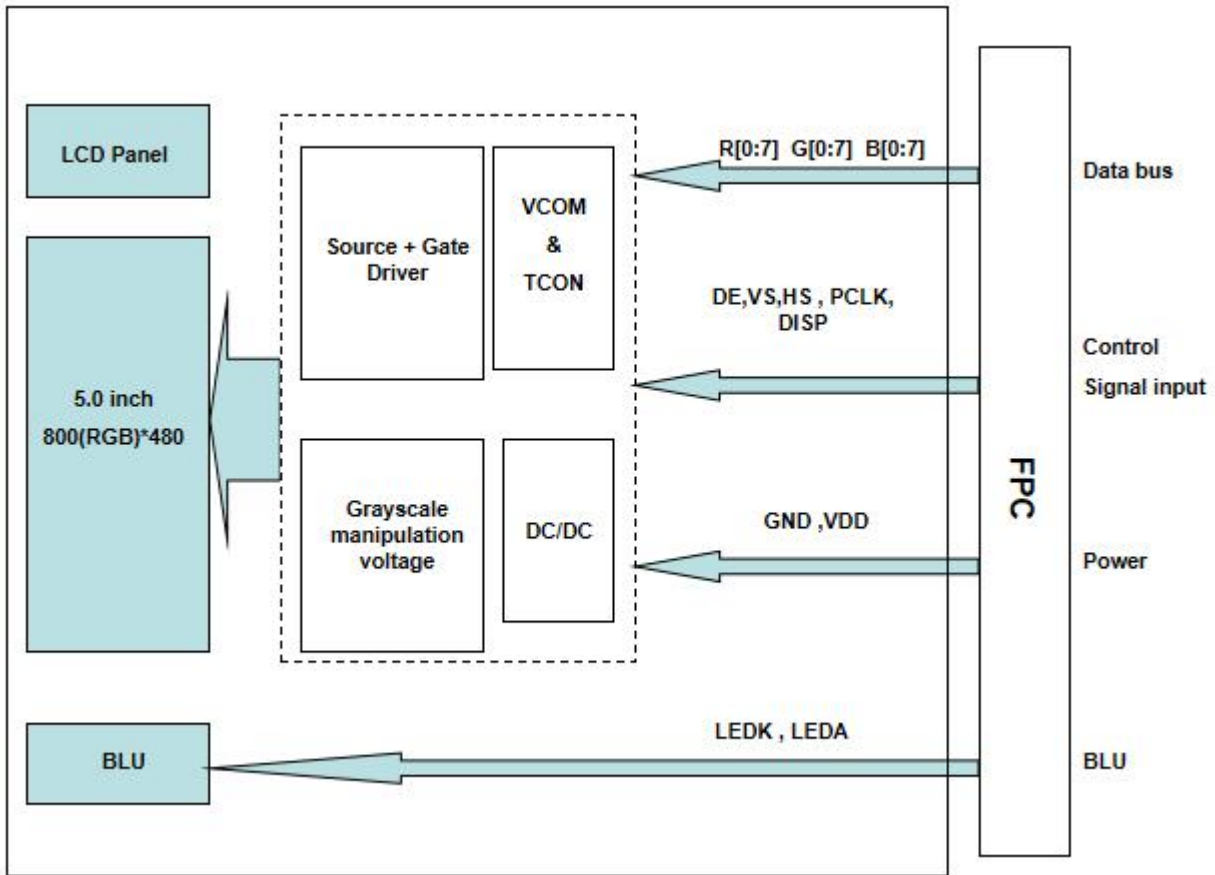 LCD Panel
5.0 inch
800(RGB)*480
BLU
Source + Gate
Driver
VCOM
&
TCON
Grayscale
manipulation
voltage
DC/DC
R[0:7] G[0:7] B[0:7]
DE,VS,HS , PCLK,
DISP
GND ,VDD
LEDK , LEDA
FPC
Data bus
Control
Signal input
Power
BLU